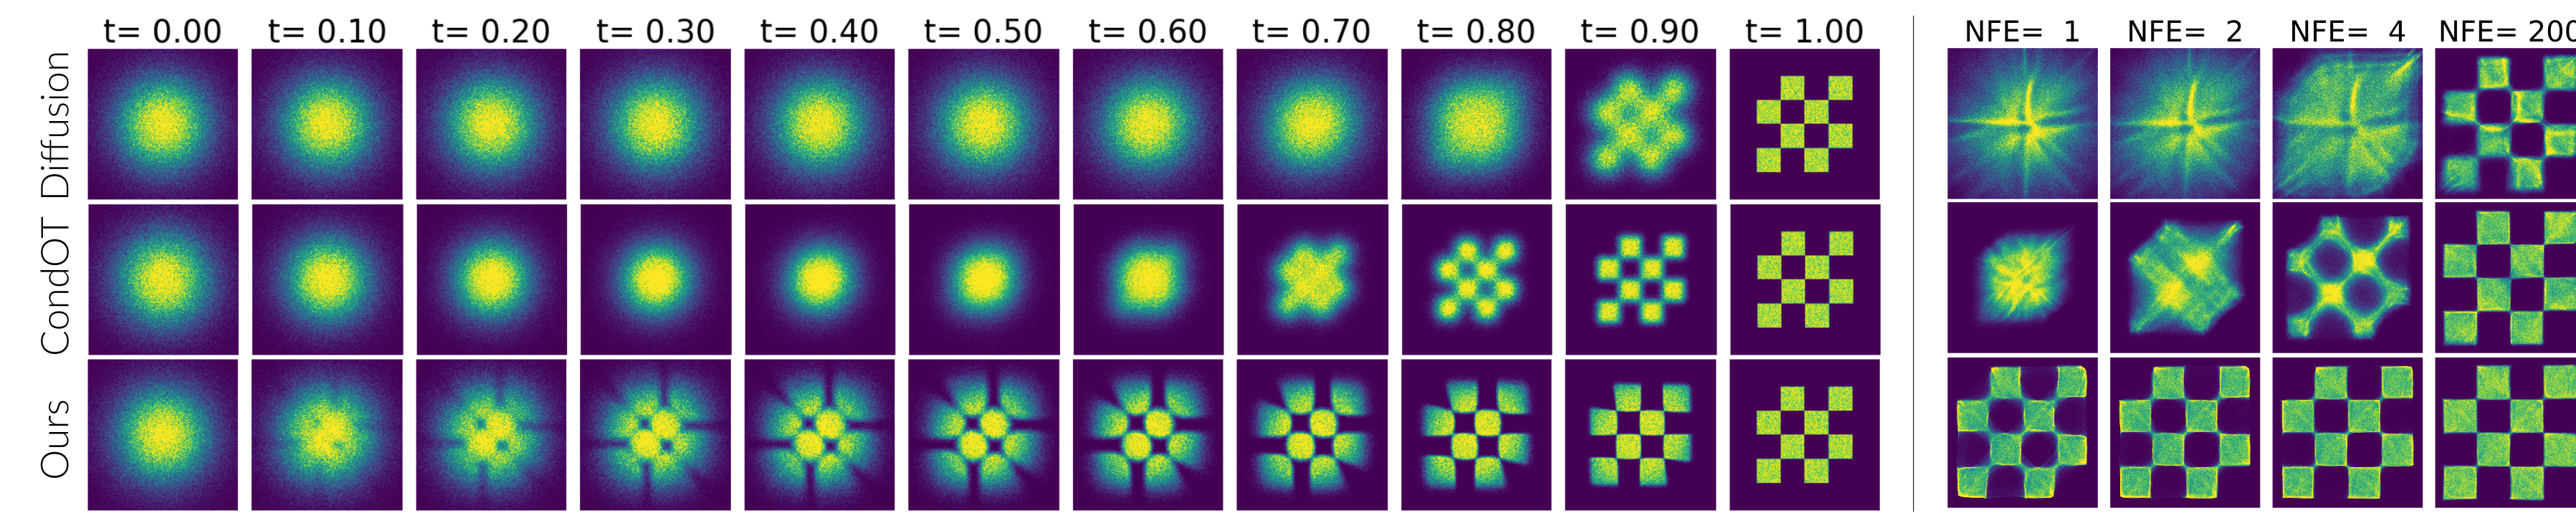 t= 0.00 t= 0.10 t= 0.20 t= 0.30 t= 0.40 t= 0.50 t= 0.60 t= 0.70 t= 0.80 t= 0.90 t= 1.00 NFE= 1 NFE= 2 NFE= 4 NFE= 200
Diffusion
CondOT
Ours